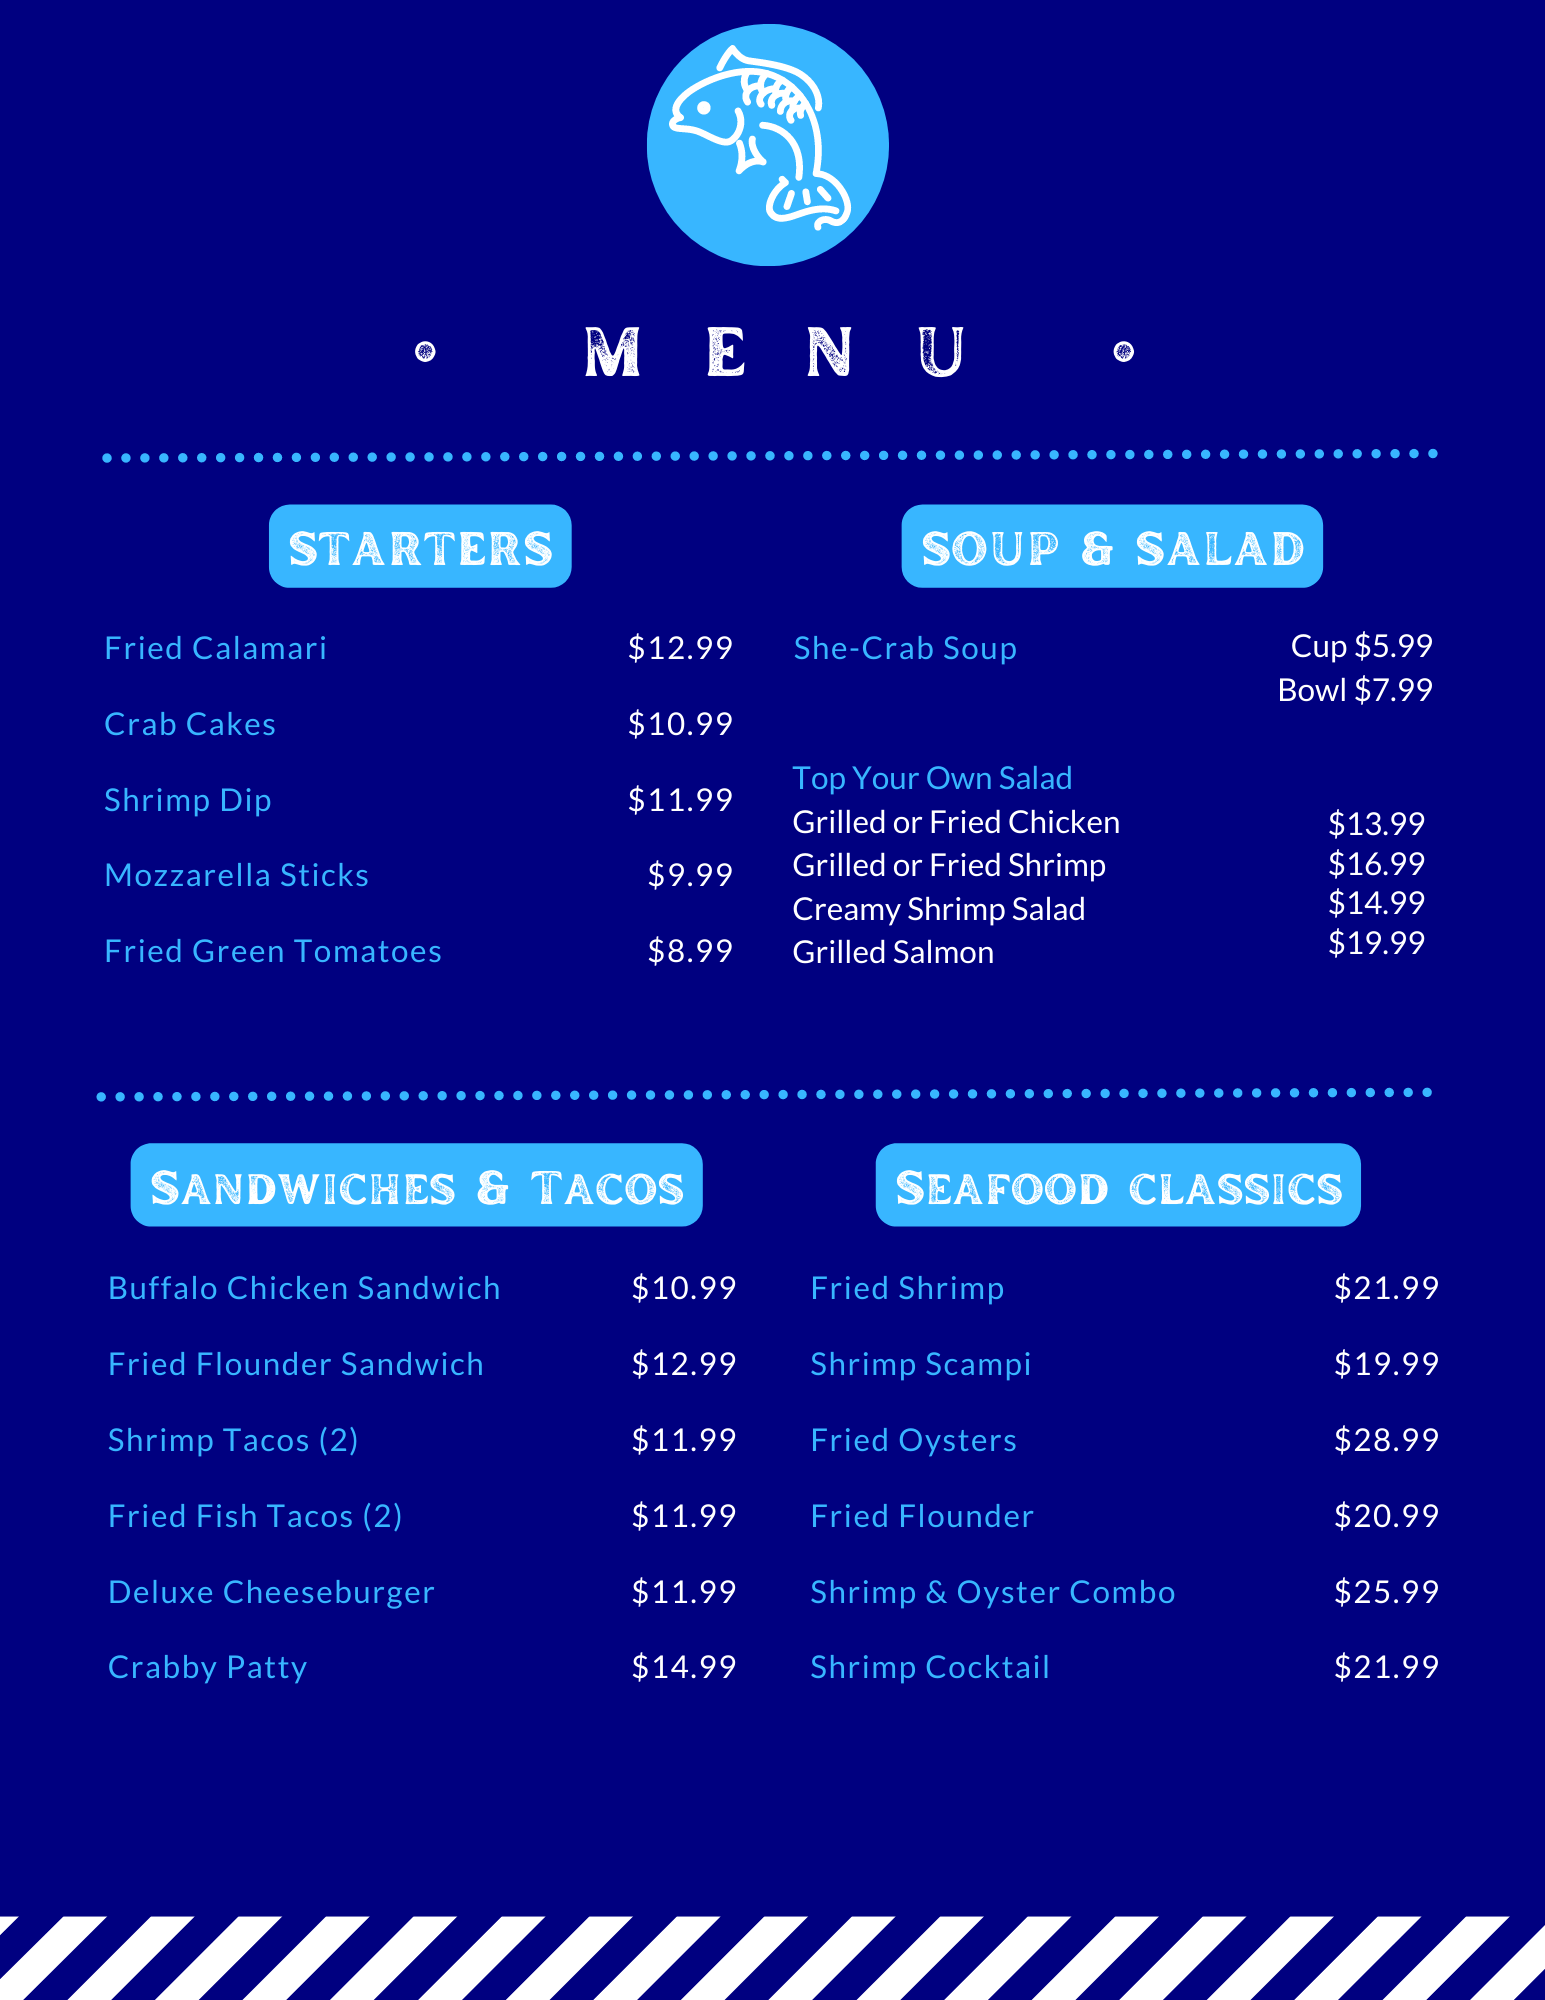 • MENU •
STARTERS
Fried Calamari $12.99
Crab Cakes $10.99
Shrimp Dip $11.99
Mozzarella Sticks $9.99
Fried Green Tomatoes $8.99
SOUP & SALAD
She-Crab Soup Cup $5.99
Bowl $7.99
Top Your Own Salad
Grilled or Fried Chicken $13.99
Grilled or Fried Shrimp $16.99
Creamy Shrimp Salad $14.99
Grilled Salmon $19.99
SANDWICHES & TACOS
Buffalo Chicken Sandwich $10.99
Fried Flounder Sandwich $12.99
Shrimp Tacos (2) $11.99
Fried Fish Tacos (2) $11.99
Deluxe Cheeseburger $11.99
Crabby Patty $14.99
SEAFOOD CLASSICS
Fried Shrimp $21.99
Shrimp Scampi $19.99
Fried Oysters $28.99
Fried Flounder $20.99
Shrimp & Oyster Combo $25.99
Shrimp Cocktail $21.99